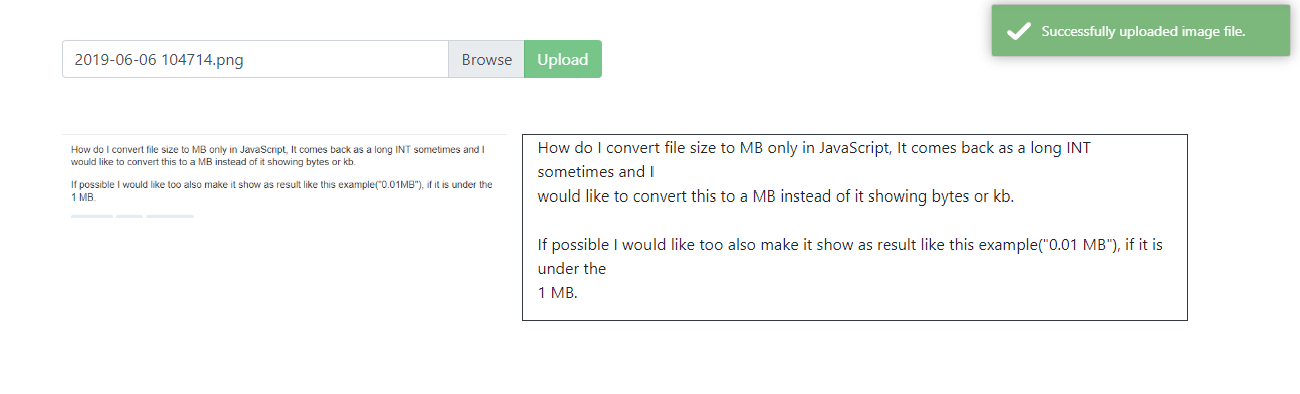 Successfully uploaded image file.
2019-06-06 104714.png
Browse
Upload
How do I convert file size to MB only in JavaScript, It comes back as a long INT sometimes and I
would like to convert this to a MB instead of it showing bytes or kb.
If possible I would like too also make it show as result like this example("0.01MB"), if it is under the
1 MB.
How do I convert file size to MB only in JavaScript, It comes back as a long INT
sometimes and I
would like to convert this to a MB instead of it showing bytes or kb.
If possible I would like too also make it show as result like this example("0.01 MB"), if it is
under the
1 MB.